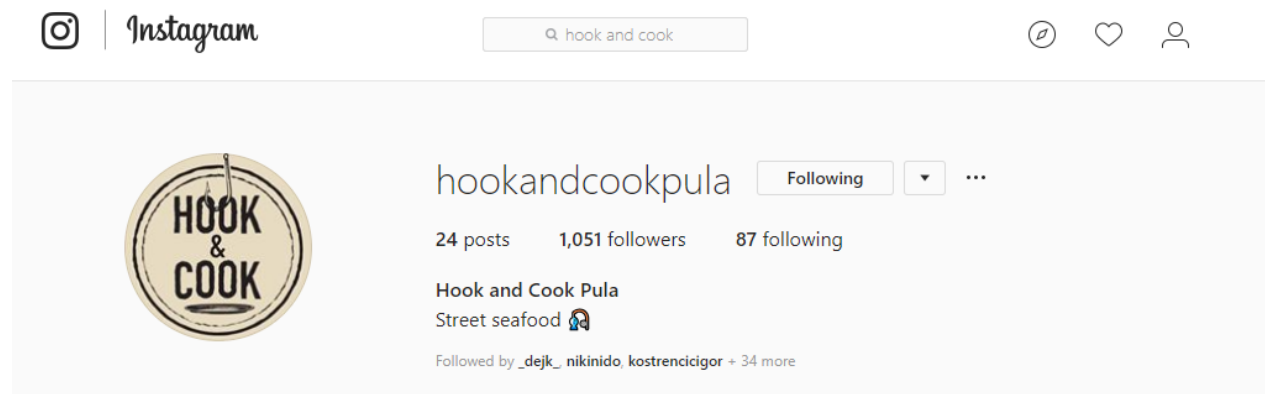 Instagram
hook and cook
HOOK
&
COOK
hookandcookpula Following
24 posts 1,051 followers 87 following
Hook and Cook Pula
Street seafood 🎣
Followed by _dejk_, nikinido, kostrencicigor + 34 more